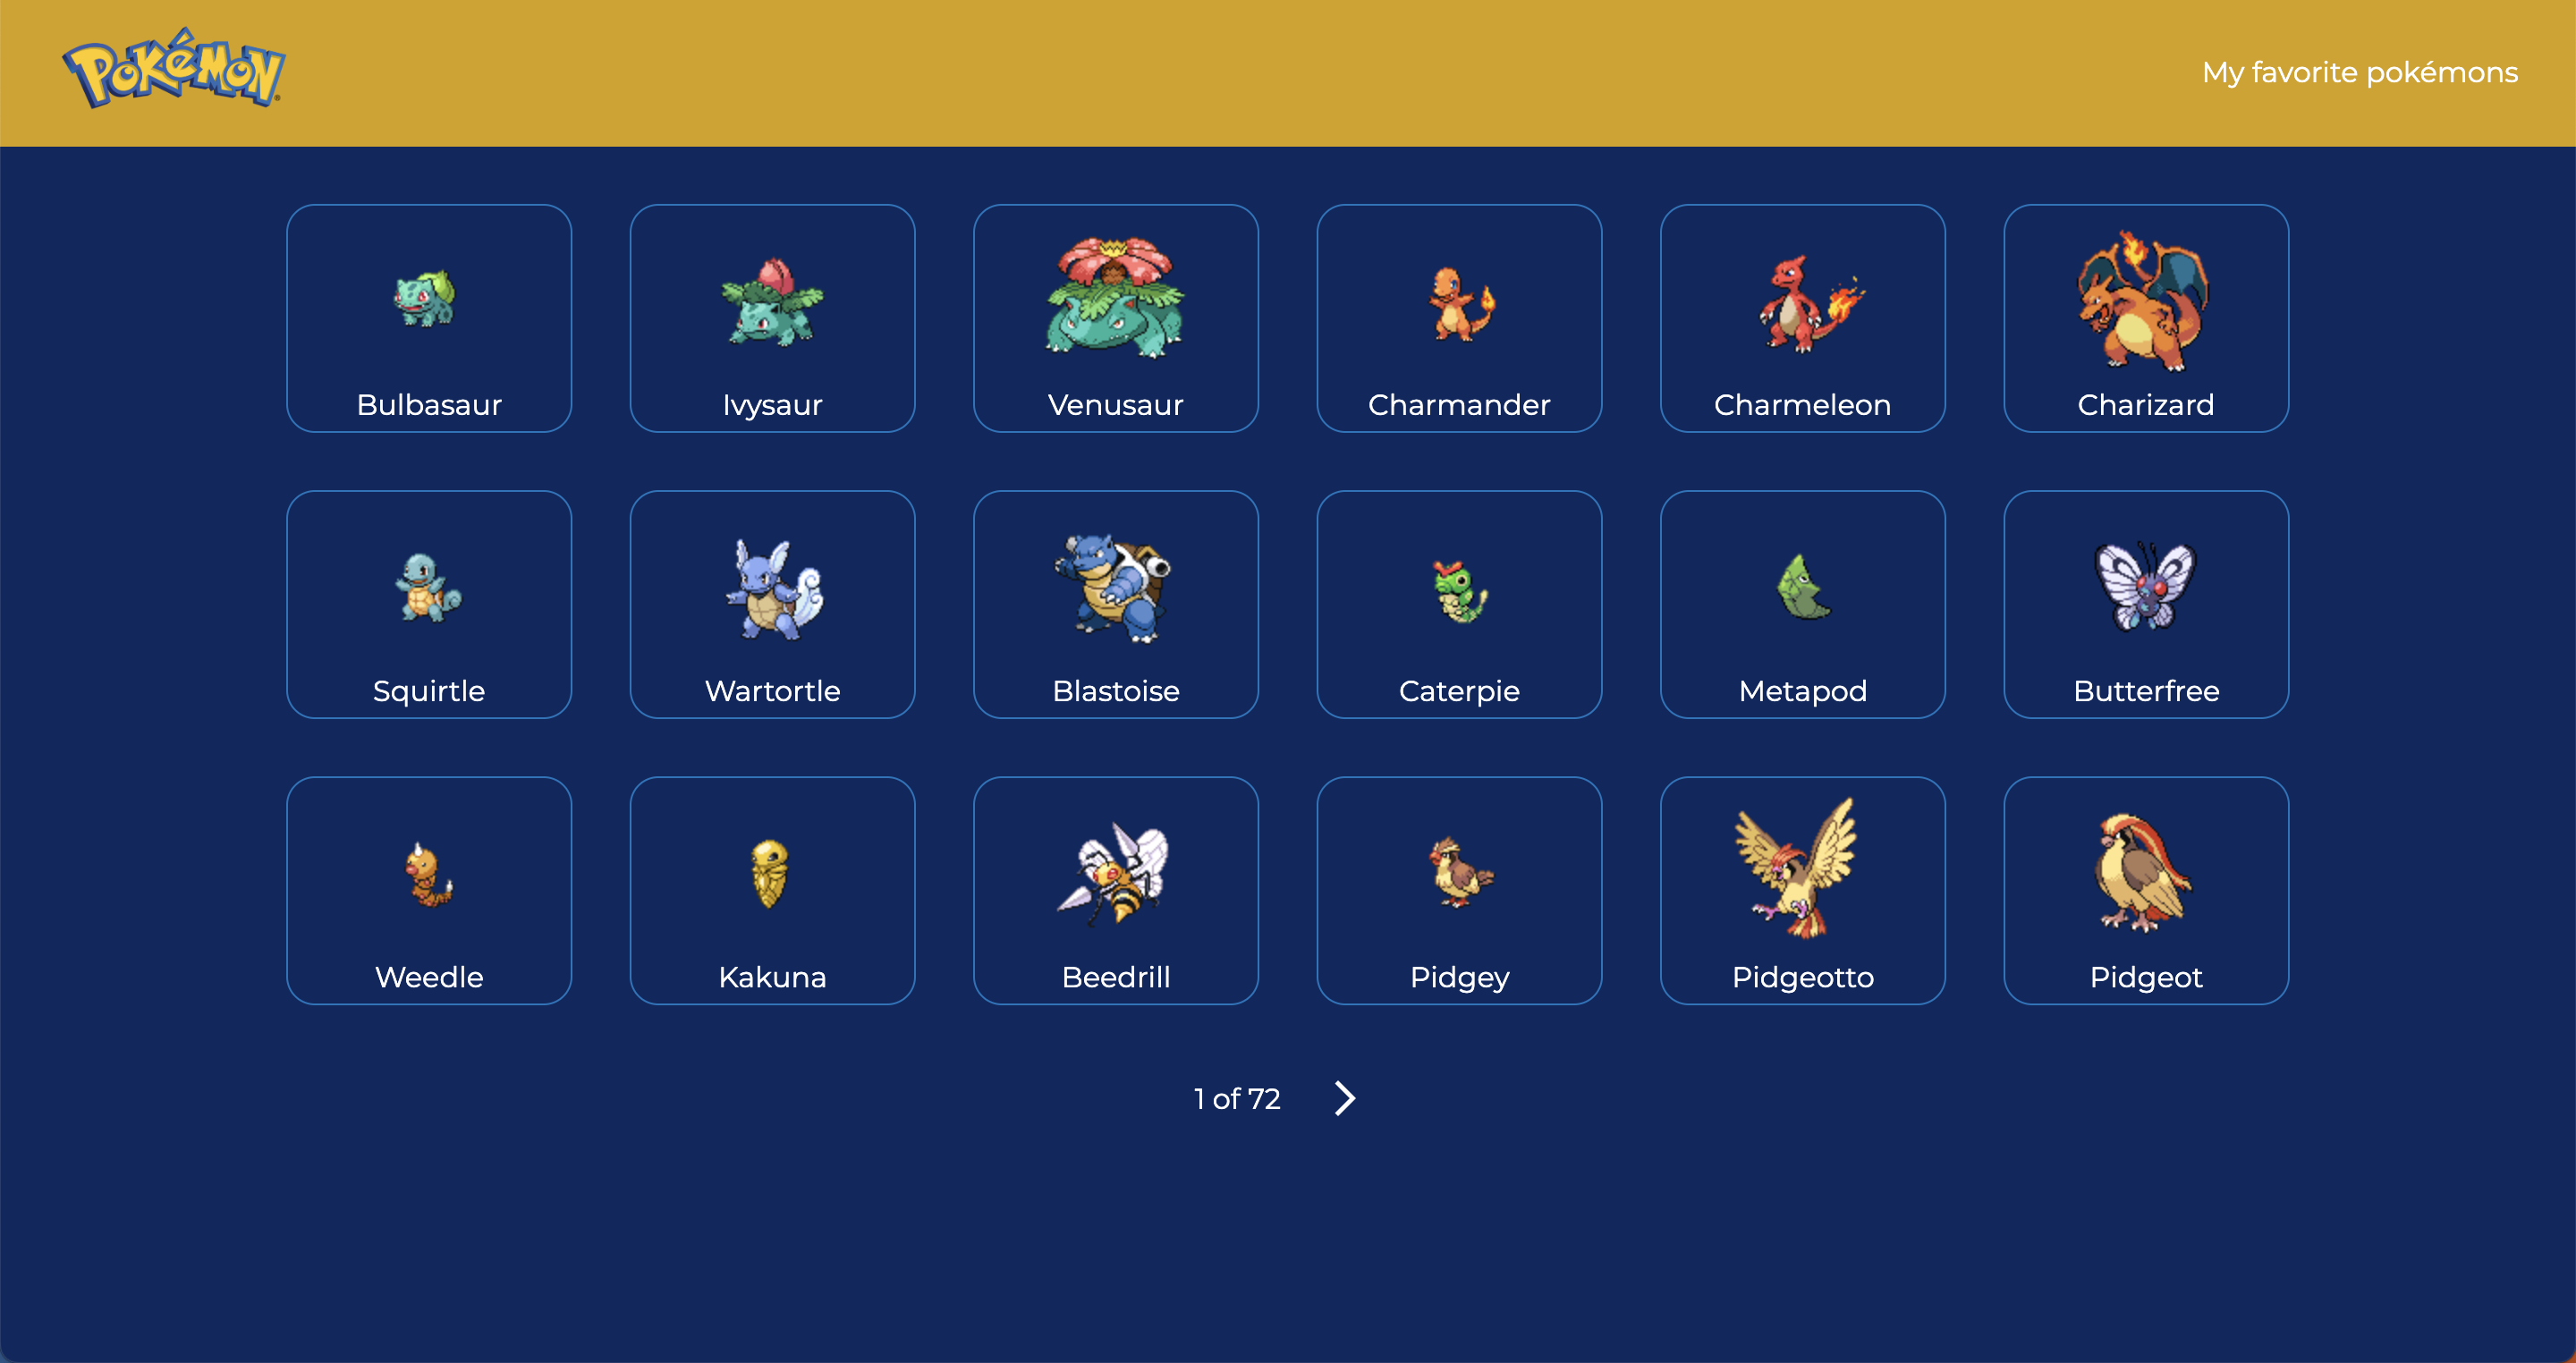 Pokémon
My favorite pokémons
Bulbasaur
Ivysaur
Venusaur
Charmander
Charmeleon
Charizard
Squirtle
Wartortle
Blastoise
Caterpie
Metapod
Butterfree
Weedle
Kakuna
Beedrill
Pidgey
Pidgeotto
Pidgeot
1 of 72